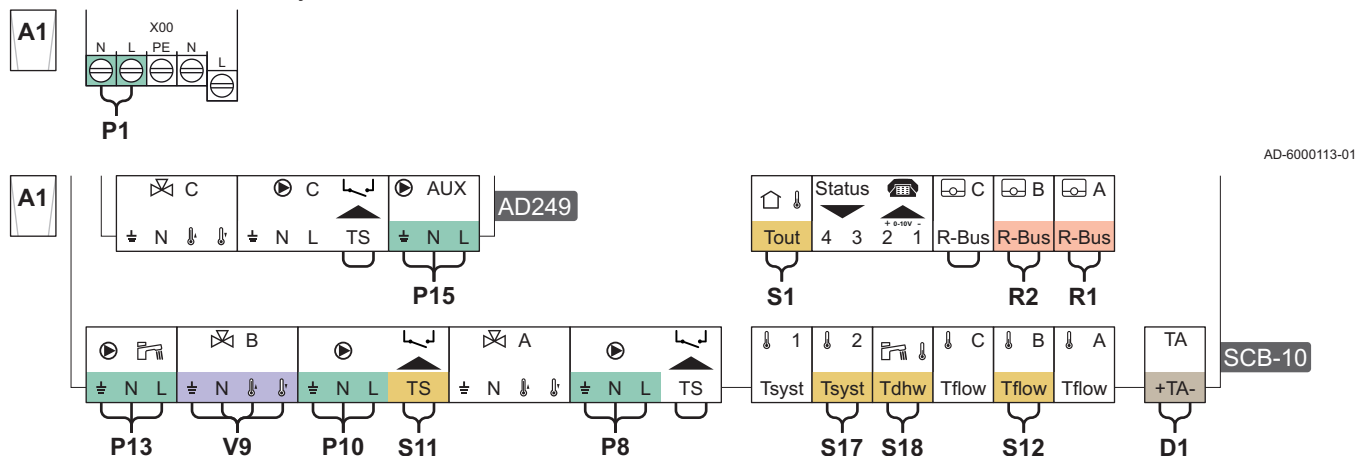 A1
X00
N L PE N L
P1
AD-6000113-01
A1
C C AUX
AD249
N N L TS N L
P15
Status C B A
+ 0-10V -
Tout 4 3 2 1 R-Bus R-Bus R-Bus
S1 R2 R1
B A
N L N N L TS N N L TS
P13 V9 P10 S11 P8
1 2 C B A TA
Tsyst Tsyst Tdhw Tflow Tflow Tflow +TA-
S17 S18 S12 D1
SCB-10